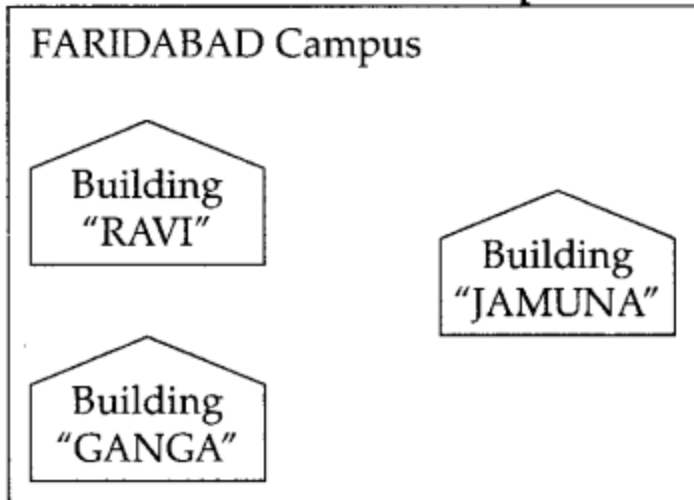 FARIDABAD Campus
Building
“RAVI”
Building
“JAMUNA”
Building
“GANGA”